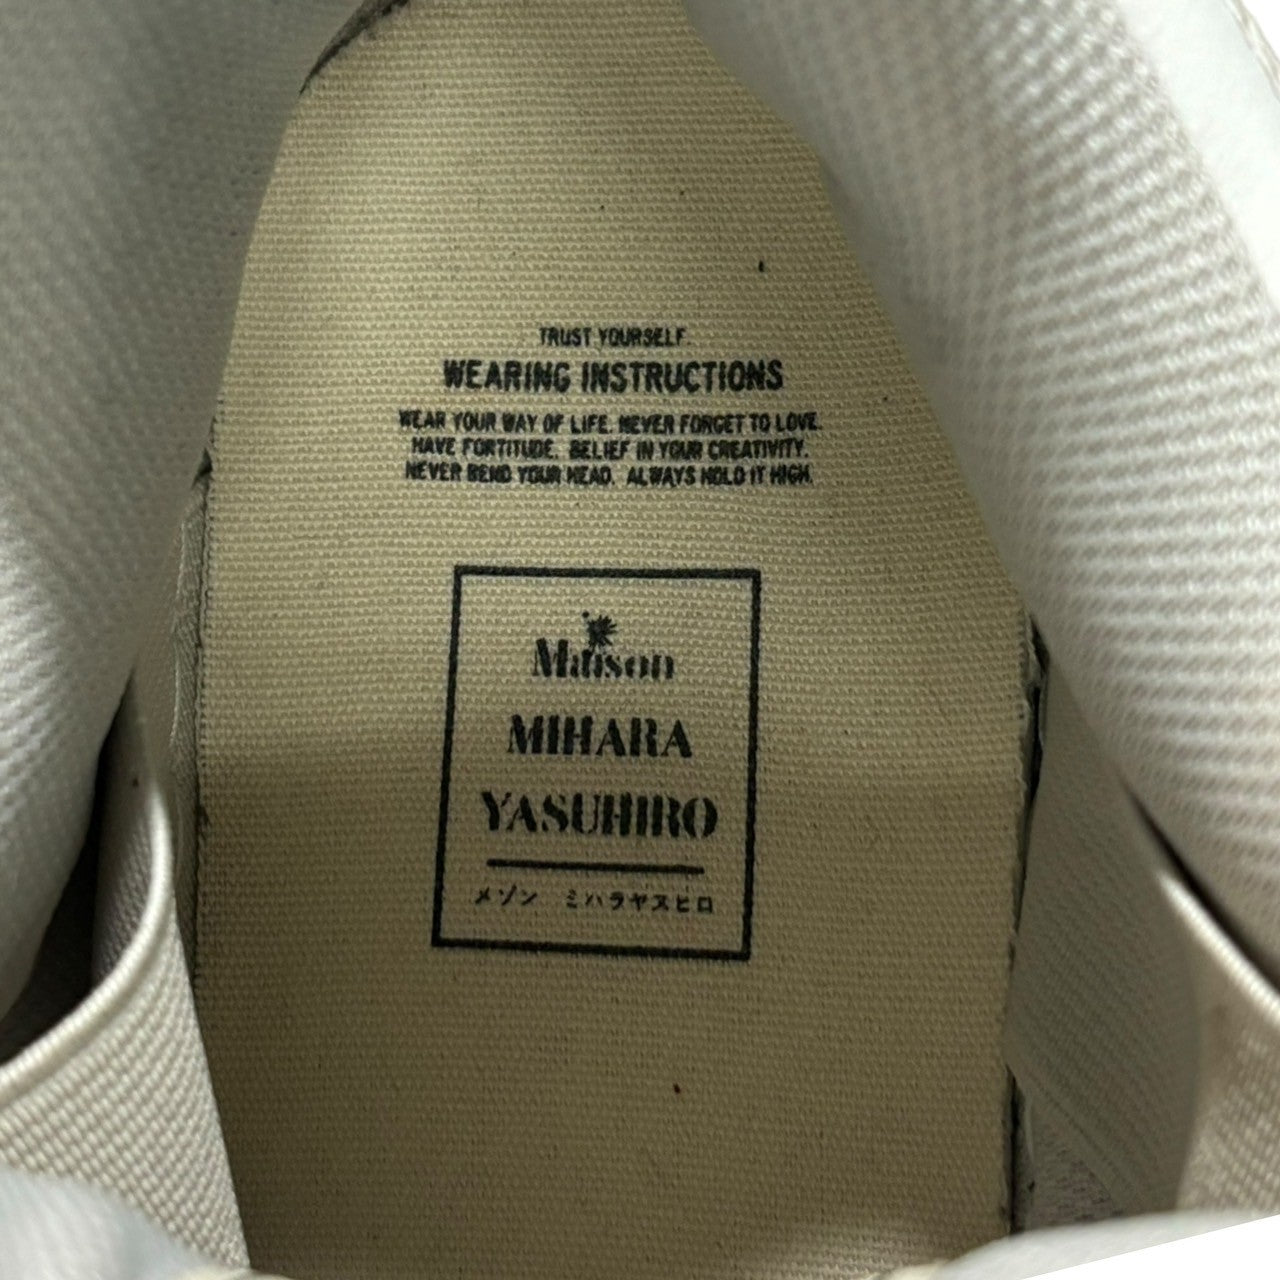 TRUST YOURSELF.
WEARING INSTRUCTIONS
WEAR YOUR WAY OF LIFE. NEVER FORGET TO LOVE.
HAVE FORTITUDE. BELIEF IN YOUR CREATIVITY.
NEVER BEND YOUR HEAD. ALWAYS HOLD IT HIGH.
Maison
MIHARA
YASUHIRO
メゾン ミハラヤスヒロ